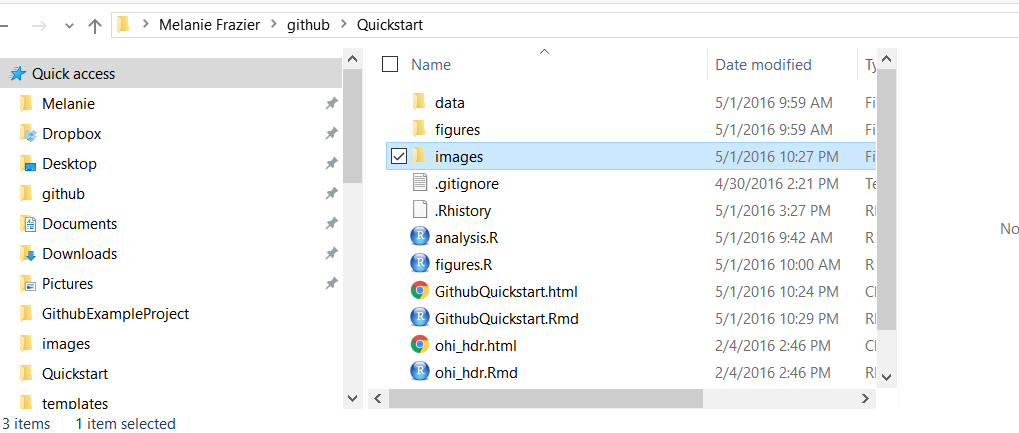 Melanie Frazier > github > Quickstart
Quick access
Melanie
Dropbox
Desktop
github
Documents
Downloads
Pictures
GithubExampleProject
images
Quickstart
templates
Name Date modified Ty
data 5/1/2016 9:59 AM Fi
figures 5/1/2016 9:59 AM Fi
images 5/1/2016 10:27 PM Fi
.gitignore 4/30/2016 2:21 PM Te
.Rhistory 5/1/2016 3:27 PM RI
analysis.R 5/1/2016 9:42 AM R
figures.R 5/1/2016 10:00 AM R
GithubQuickstart.html 5/1/2016 10:24 PM Cl
GithubQuickstart.Rmd 5/1/2016 10:29 PM RI
ohi_hdr.html 2/4/2016 2:46 PM Cl
ohi_hdr.Rmd 2/4/2016 2:46 PM RI
No
3 items 1 item selected